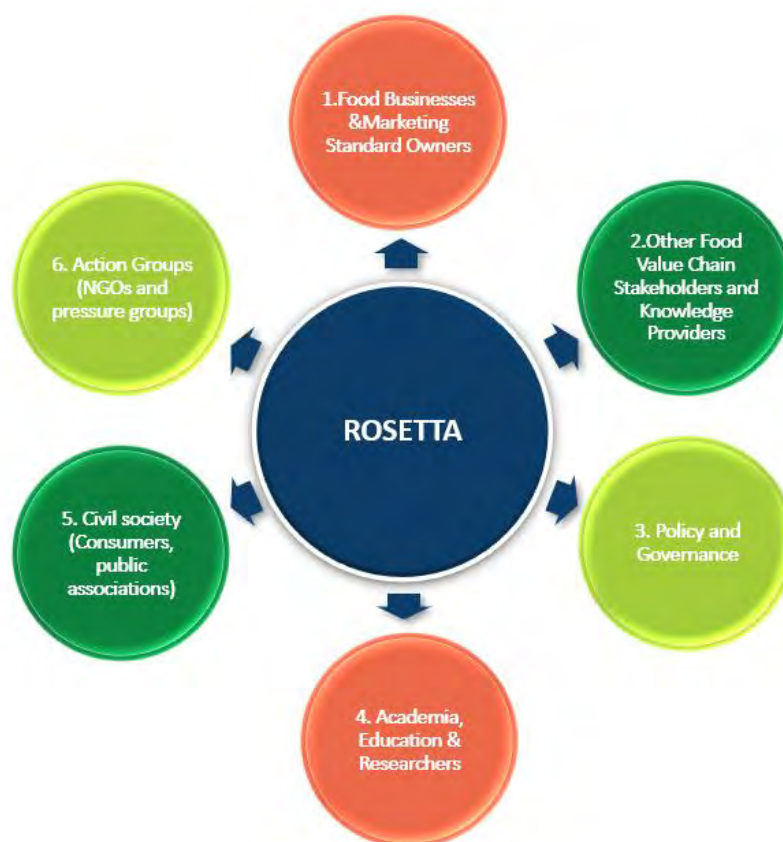 1.Food Businesses
&Marketing
Standard Owners
2.Other Food
Value Chain
Stakeholders and
Knowledge
Providers
3. Policy and
Governance
4. Academia,
Education &
Researchers
5. Civil society
(Consumers,
public
associations)
6. Action Groups
(NGOs and
pressure groups)
ROSETTA